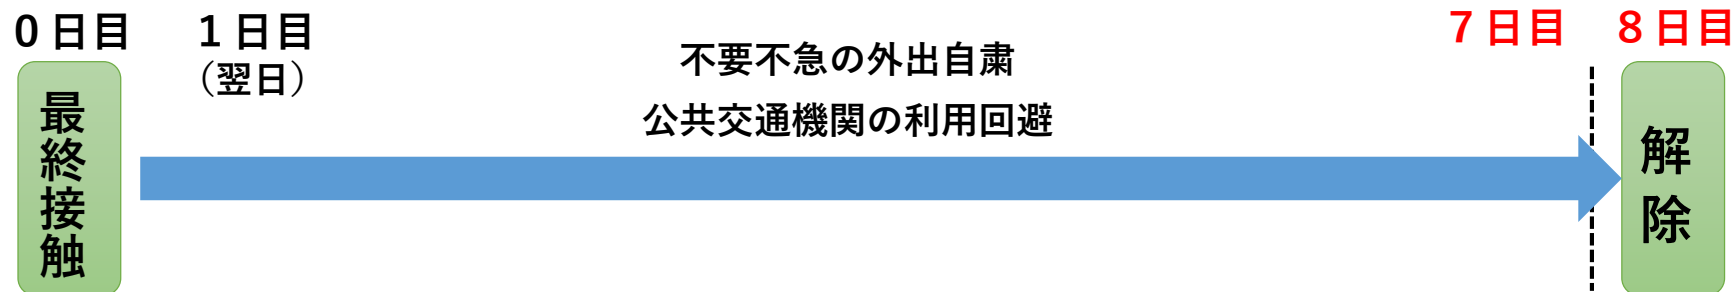 ０日目
１日目
（翌日）
不要不急の外出自粛
公共交通機関の利用回避
７日目
８日目
最終接触
解除